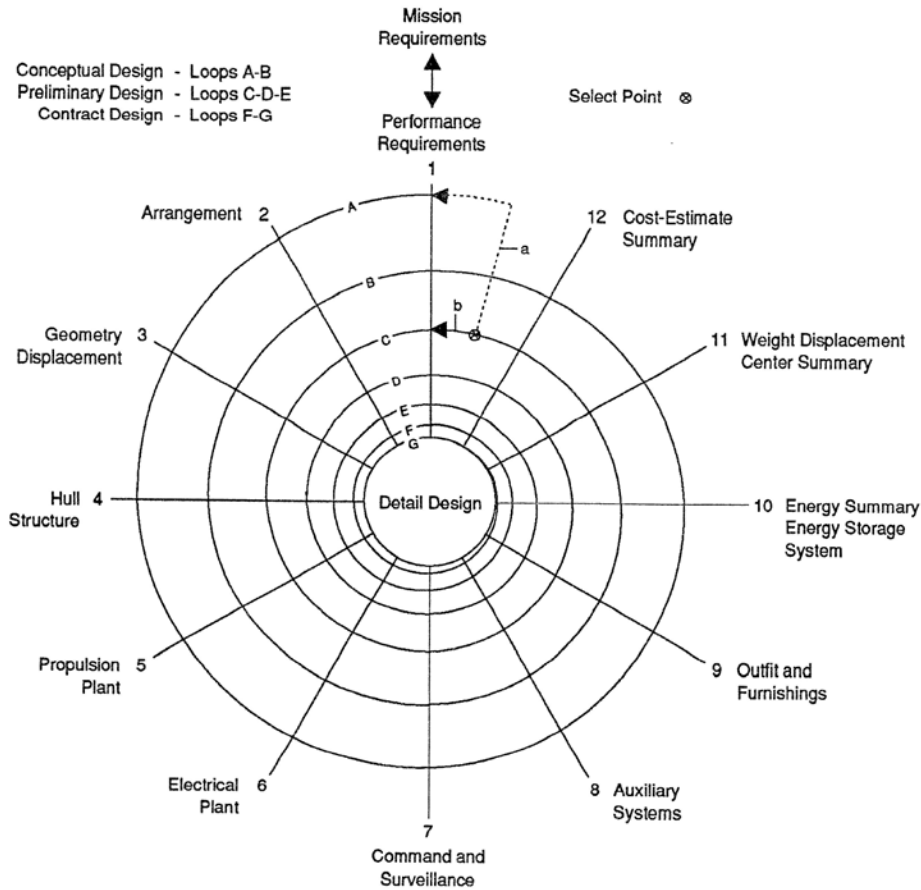 Mission
Requirements
Conceptual Design - Loops A-B
Preliminary Design - Loops C-D-E
Contract Design - Loops F-G
Select Point ⊗
Performance
Requirements
1
A
Arrangement 2
12 Cost-Estimate
Summary
a
B
b
Geometry 3
Displacement
C
11 Weight Displacement
Center Summary
D
E
F
G
Hull 4
Structure
Detail Design
10 Energy Summary
Energy Storage
System
Propulsion 5
Plant
9 Outfit and
Furnishings
Electrical 6
Plant
8 Auxiliary
Systems
7
Command and
Surveillance